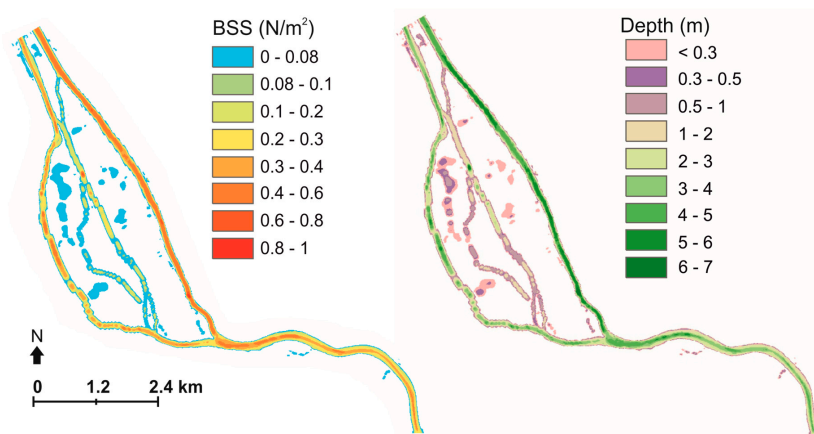 BSS (N/m²)
0 - 0.08
0.08 - 0.1
0.1 - 0.2
0.2 - 0.3
0.3 - 0.4
0.4 - 0.6
0.6 - 0.8
0.8 - 1
N
0 1.2 2.4 km
Depth (m)
< 0.3
0.3 - 0.5
0.5 - 1
1 - 2
2 - 3
3 - 4
4 - 5
5 - 6
6 - 7